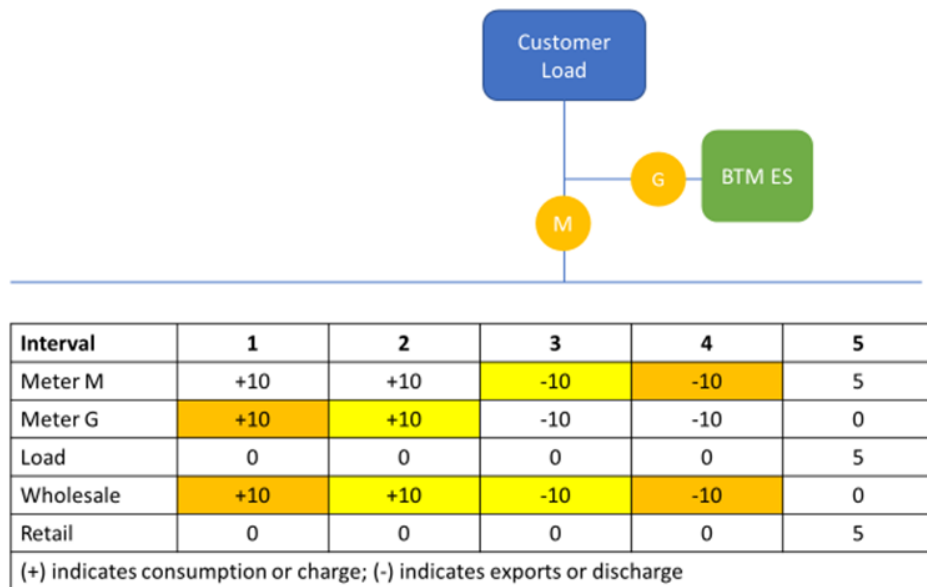 Customer
Load
G
BTM ES
M
Interval 1 2 3 4 5
Meter M +10 +10 -10 -10 5
Meter G +10 +10 -10 -10 0
Load 0 0 0 0 5
Wholesale +10 +10 -10 -10 0
Retail 0 0 0 0 5
(+) indicates consumption or charge; (-) indicates exports or discharge